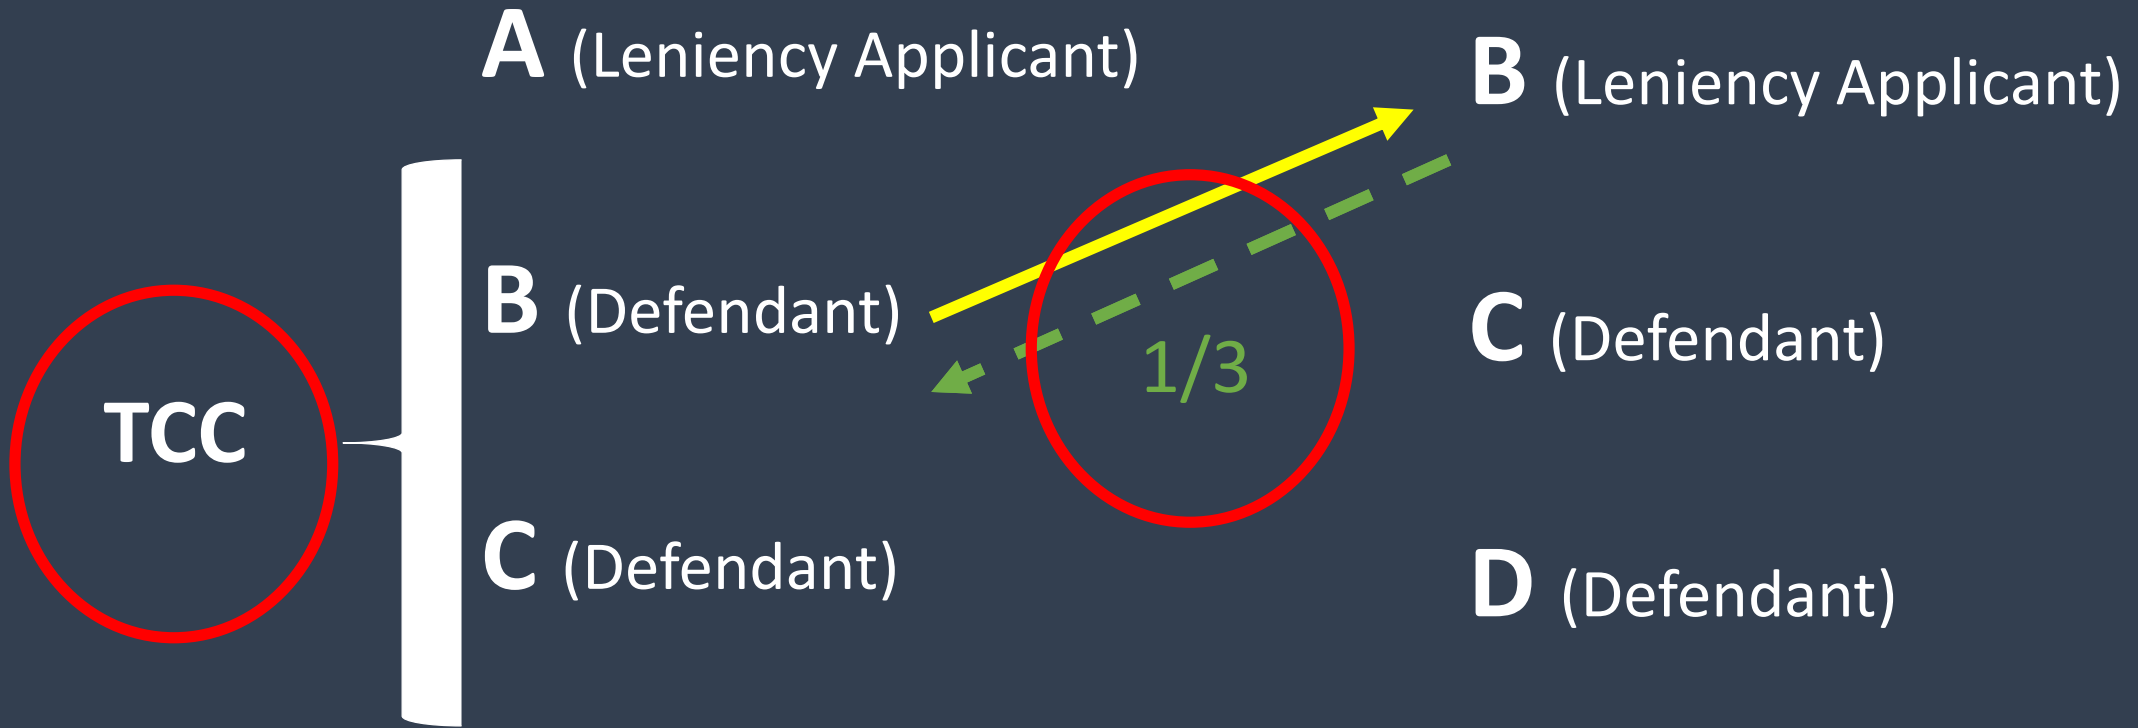 A (Leniency Applicant)
B (Defendant)
C (Defendant)
TCC
1/3
B (Leniency Applicant)
C (Defendant)
D (Defendant)